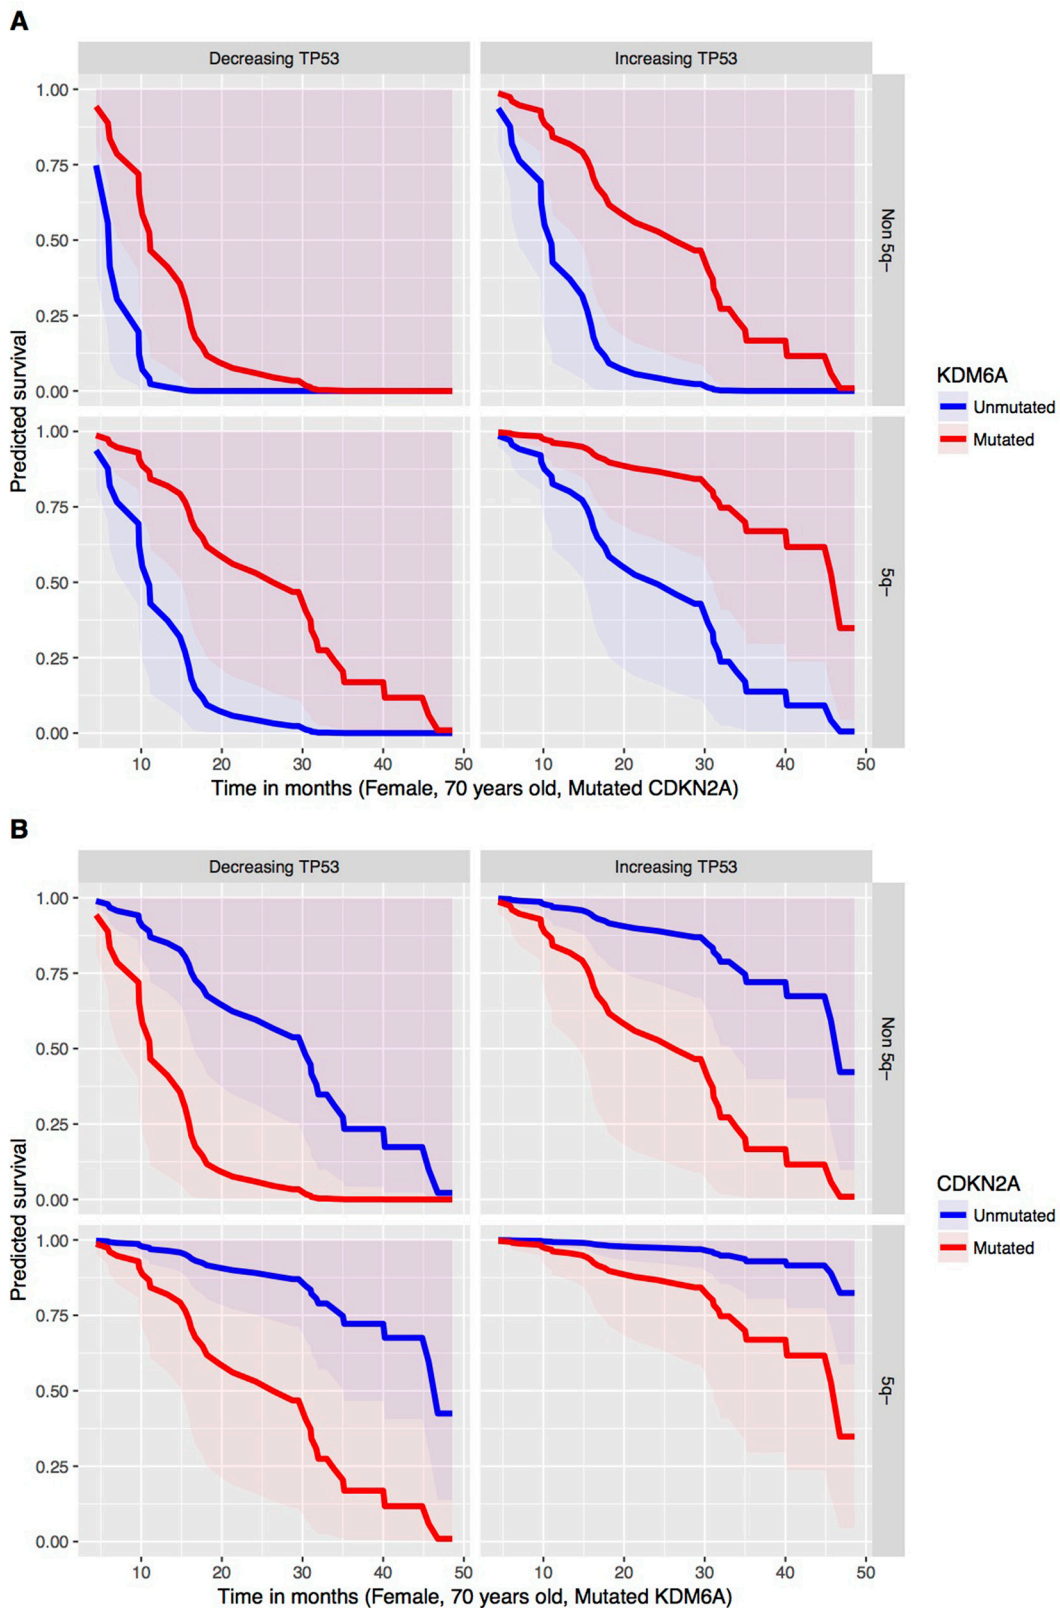 A
Decreasing TP53
Increasing TP53
1.00
0.75
0.50
0.25
0.00
Non 5q–
1.00
0.75
0.50
0.25
0.00
5q–
Predicted survival
KDM6A
Unmutated
Mutated
10 20 30 40 50 10 20 30 40 50
Time in months (Female, 70 years old, Mutated CDKN2A)
B
Decreasing TP53
Increasing TP53
1.00
0.75
0.50
0.25
0.00
Non 5q–
1.00
0.75
0.50
0.25
0.00
5q–
Predicted survival
CDKN2A
Unmutated
Mutated
10 20 30 40 50 10 20 30 40 50
Time in months (Female, 70 years old, Mutated KDM6A)